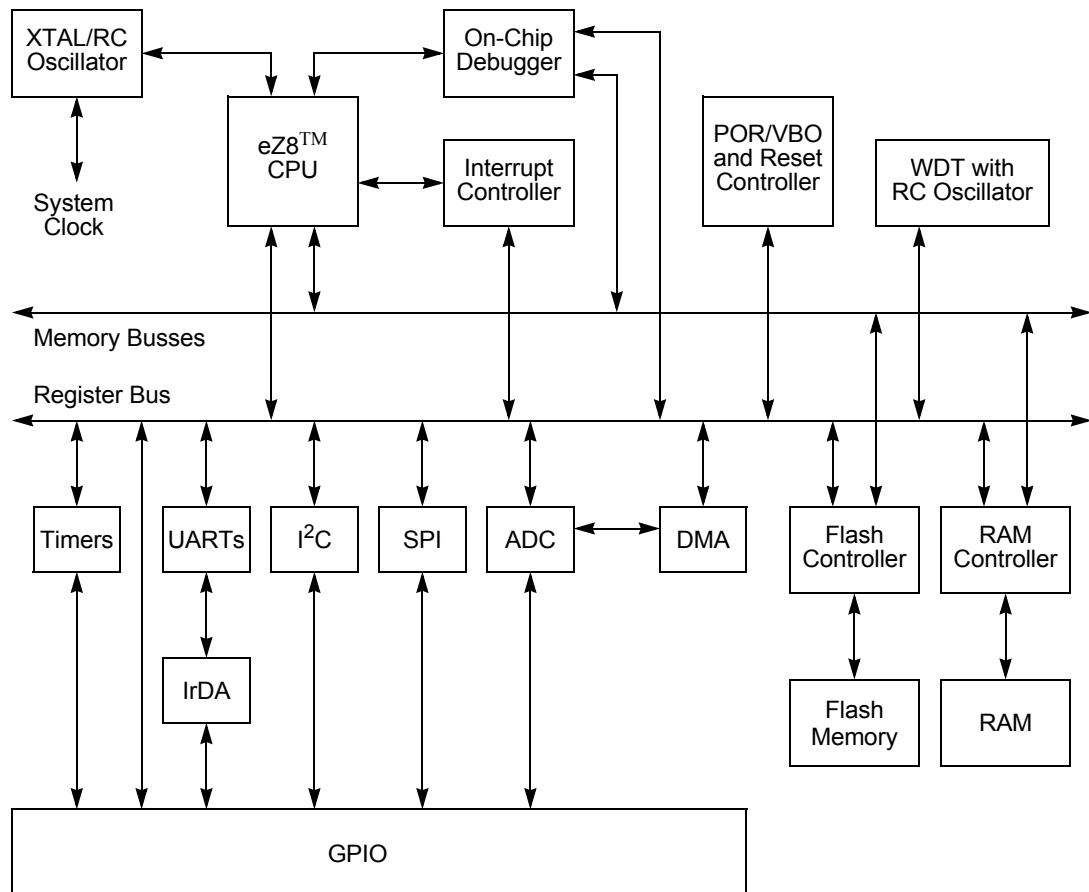 XTAL/RC
Oscillator
On-Chip
Debugger
eZ8™
CPU
Interrupt
Controller
POR/VBO
and Reset
Controller
WDT with
RC Oscillator
System
Clock
Memory Busses
Register Bus
Timers
UARTs
I²C
SPI
ADC
DMA
Flash
Controller
RAM
Controller
IrDA
Flash
Memory
RAM
GPIO